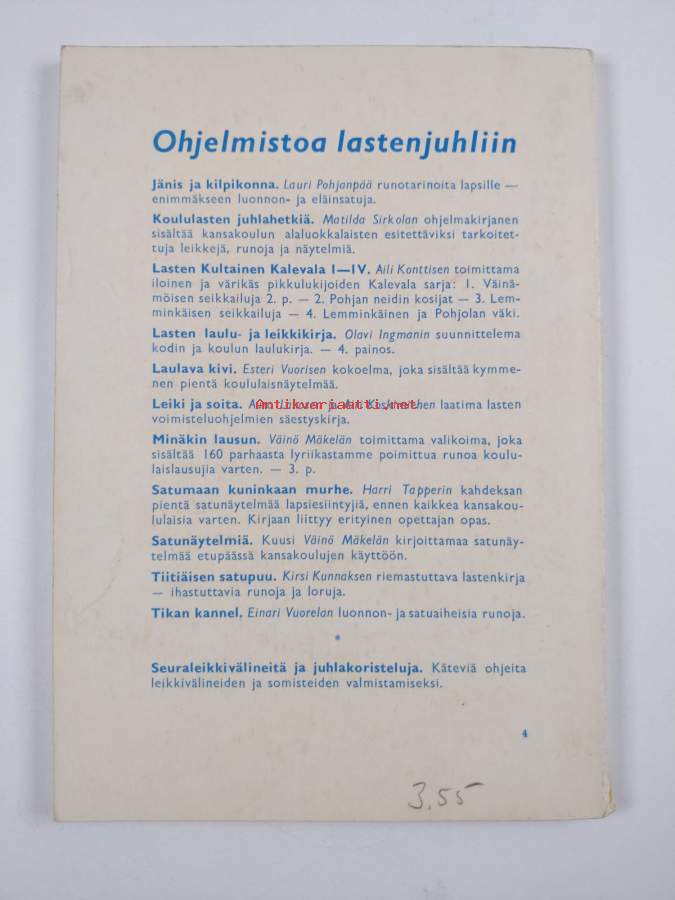 Ohjelmistoa lastenjuhliin
Jänis ja kilpikonna. Lauri Pohjanpää runotarinoita lapsille —
enimmäkseen luonnon- ja eläinsatuja.
Koululasten juhlahetkiä. Matilda Sirkolan ohjelmakirjanen
sisältää kansakoulun alaluokkalaisten esitettäviksi tarkoitet-
tuja leikkejä, runoja ja näytelmiä.
Lasten Kultainen Kalevala I—IV. Aili Konttisen toimittama
iloinen ja värikäs pikkulukijoiden Kalevala sarja: 1. Väinä-
möisen seikkailuja 2. p. — 2. Pohjan neidin kosijat — 3. Lem-
minkäisen seikkailuja — 4. Lemminkäinen ja Pohjolan väki.
Lasten laulu- ja leikkikirja. Olavi Ingmanin suunnittelema
kodin ja koulun laulukirja. — 4. painos.
Laulava kivi. Esteri Vuorisen kokoelma, joka sisältää kymme-
nen pientä koululaisnäytelmää.
Leiki ja soita. laatima lasten
Antikvariaatti.net
voimisteluohjelmien säestyskirja.
Minäkin lausun. Väinö Mäkelän toimittama valikoima, joka
sisältää 160 parhaasta lyriikastamme poimittua runoa koulu-
laislausujia varten. — 3. p.
Satumaan kuninkaan murhe. Harri Tapperin kahdeksan
pientä satunäytelmää lapsiesiintyjiä, ennen kaikkea kansakou-
lulaisia varten. Kirjaan liittyy erityinen opettajan opas.
Satunäytelmiä. Kuusi Väinö Mäkelän kirjoittamaa satunäy-
telmää etupäässä kansakoulujen käyttöön.
Tiitiäisen satupuu. Kirsi Kunnaksen riemastuttava lastenkirja
— ihastuttavia runoja ja loruja.
Tikan kannel. Einari Vuorelan luonnon- ja satuaiheisia runoja.
*
Seuraleikkivälineitä ja juhlakoristeluja. Käteviä ohjeita
leikkivälineiden ja somisteiden valmistamiseksi.
4
3.55